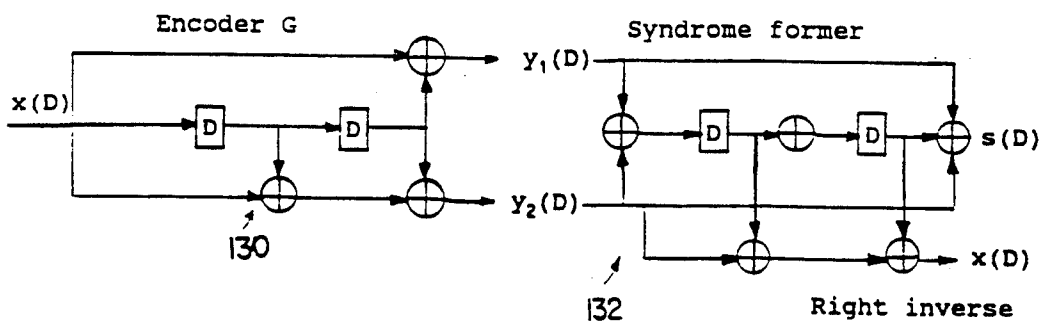 Encoder G
Syndrome former
x(D)
y₁(D)
D
D
D
D
s(D)
y₂(D)
130
132
x(D)
Right inverse